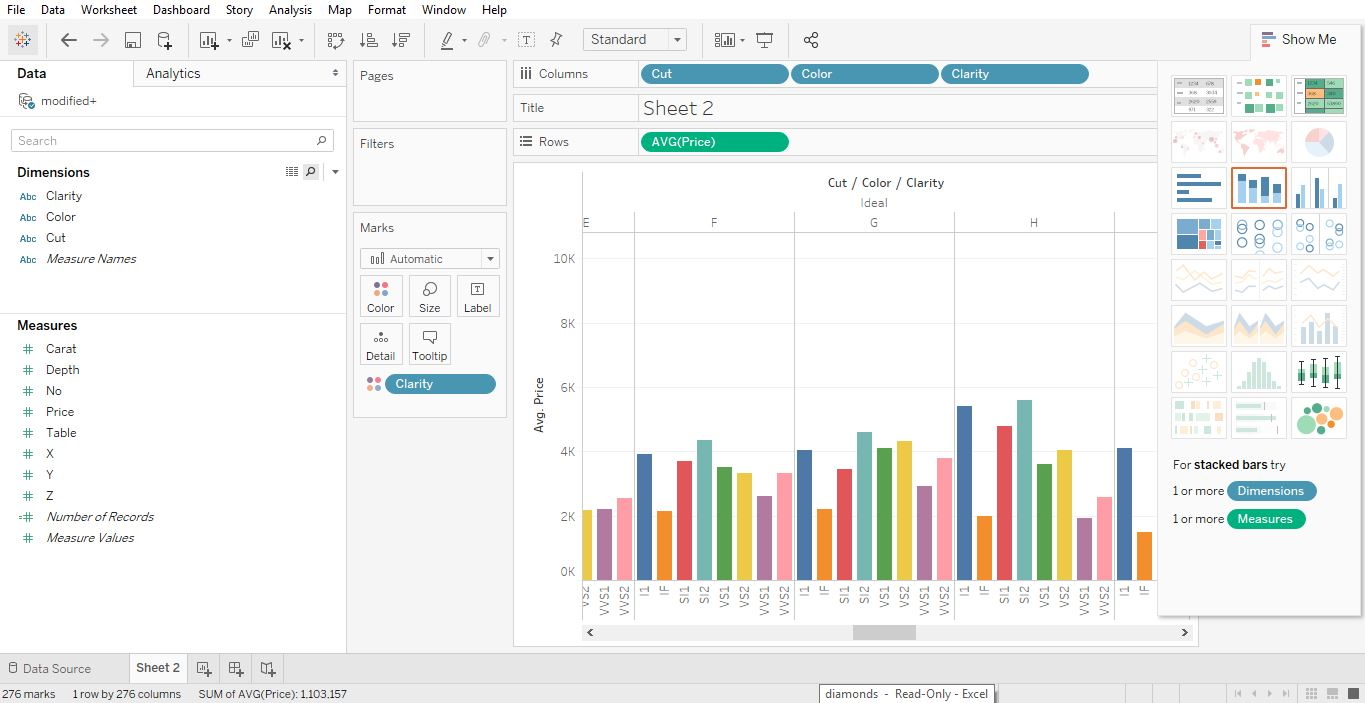 File Data Worksheet Dashboard Story Analysis Map Format Window Help
Standard
Show Me
Data Analytics
modified+
Search
Dimensions
Abc Clarity
Abc Color
Abc Cut
Abc Measure Names
Measures
# Carat
# Depth
# No
# Price
# Table
# X
# Y
# Z
=# Number of Records
# Measure Values
Pages
Filters
Marks
Automatic
Color Size Label
Detail Tooltip
Clarity
Columns Cut Color Clarity
Title Sheet 2
Rows AVG(Price)
Cut / Color / Clarity
Ideal
E F G H
Avg. Price
10K
8K
6K
4K
2K
0K
VS2 VVS1 VVS2 I1 IF SI1 SI2 VS1 VS2 VVS1 VVS2 I1 IF SI1 SI2 VS1 VS2 VVS1 VVS2 I1 IF SI1 SI2 VS1 VS2 VVS1 VVS2 I1 IF
For stacked bars try
1 or more Dimensions
1 or more Measures
Data Source Sheet 2
276 marks 1 row by 276 columns SUM of AVG(Price): 1,103,157
diamonds - Read-Only - Excel